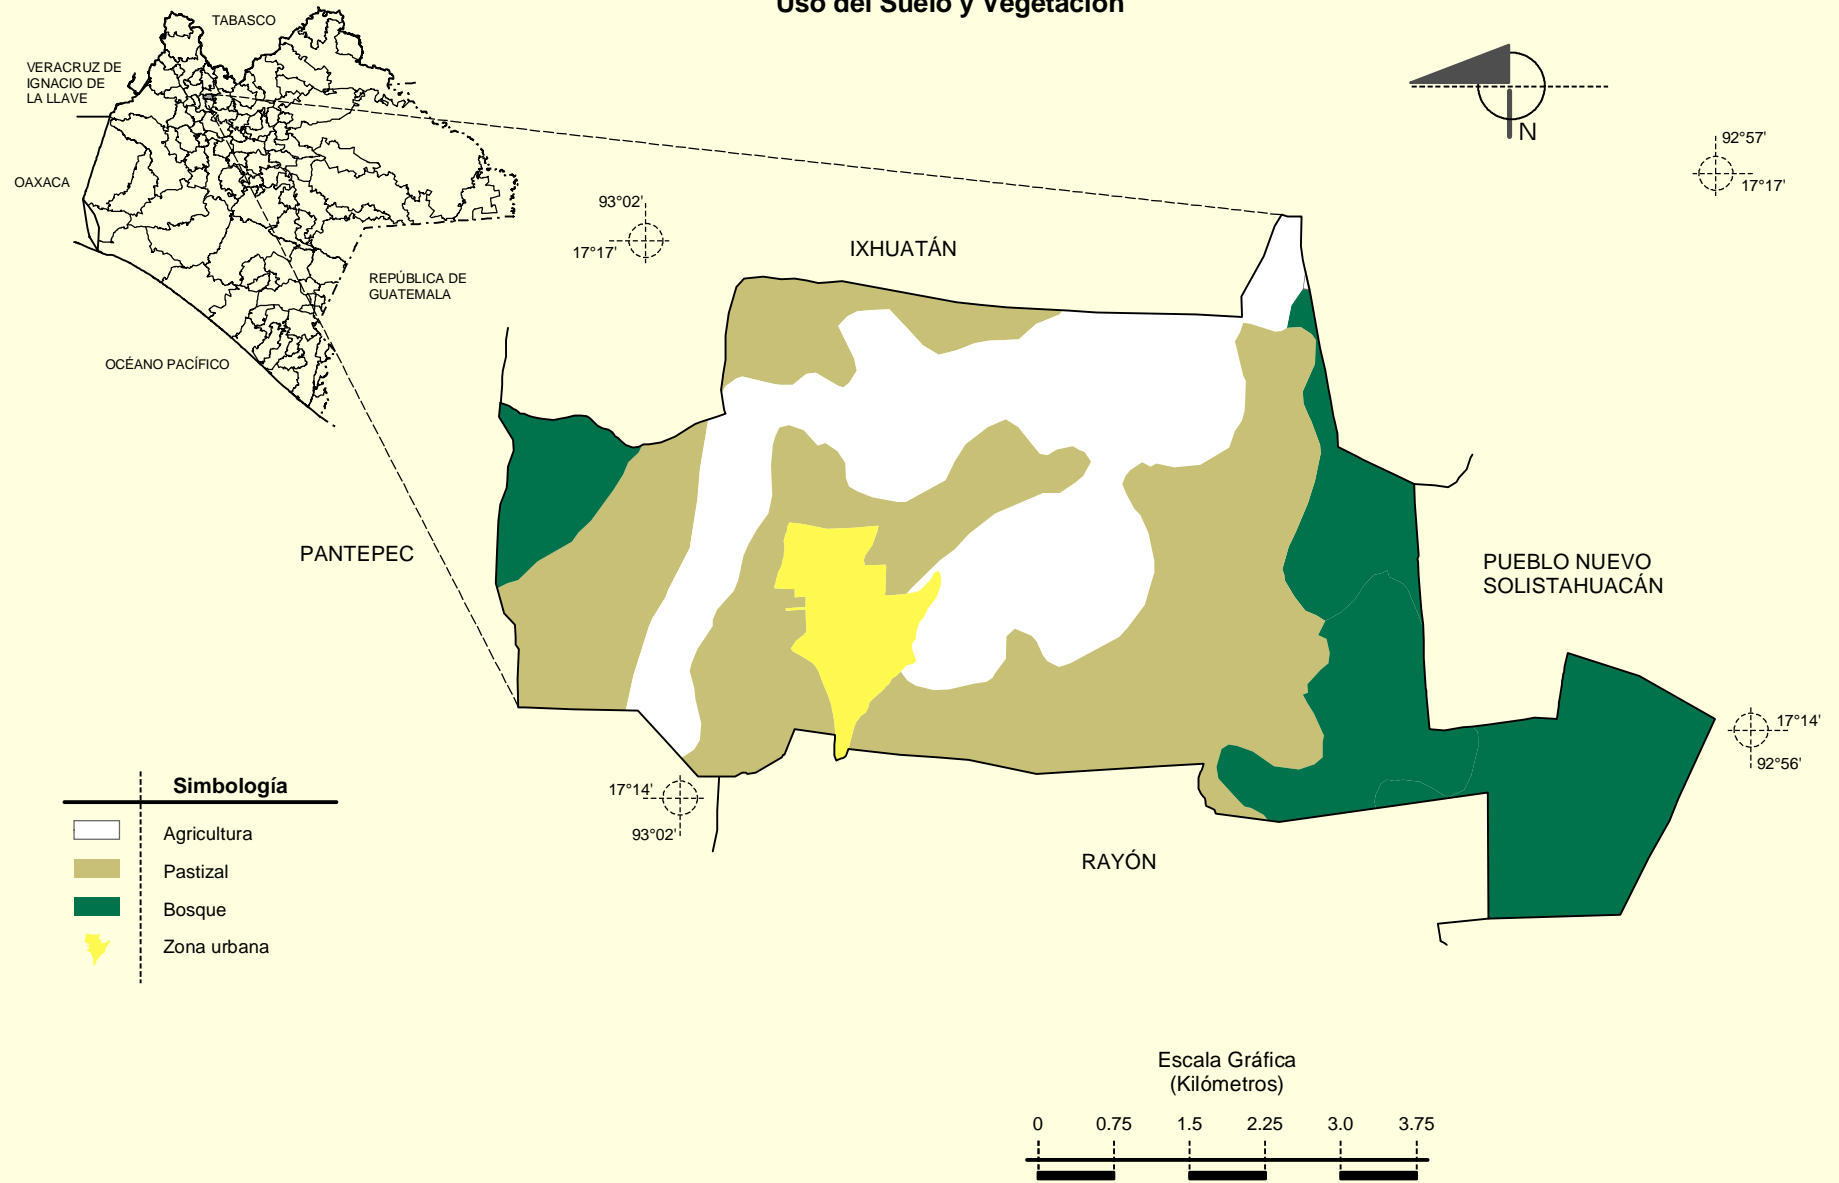 Uso del Suelo y Vegetación
TABASCO
VERACRUZ DE
IGNACIO DE
LA LLAVE
OAXACA
REPÚBLICA DE
GUATEMALA
OCÉANO PACÍFICO
N
92°57'
17°17'
93°02'
17°17'
IXHUATÁN
PANTEPEC
PUEBLO NUEVO
SOLISTAHUACÁN
17°14'
92°56'
17°14'
93°02'
RAYÓN
Simbología
Agricultura
Pastizal
Bosque
Zona urbana
Escala Gráfica
(Kilómetros)
0 0.75 1.5 2.25 3.0 3.75